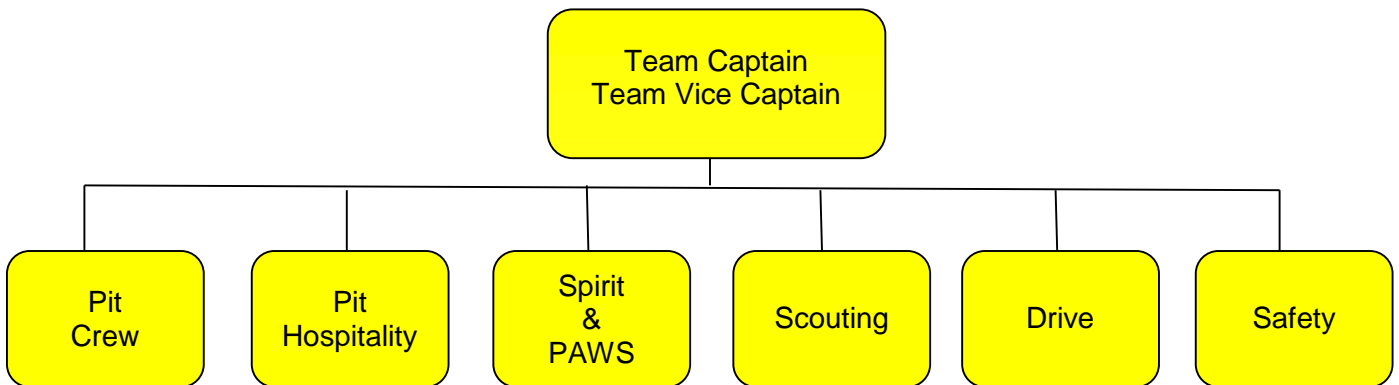 Team Captain
Team Vice Captain
Pit
Crew
Pit
Hospitality
Spirit
&
PAWS
Scouting
Drive
Safety